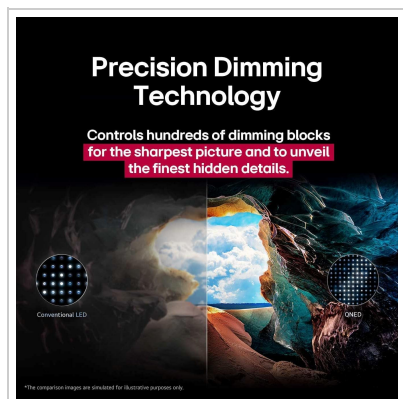 Precision Dimming
Technology
Controls hundreds of dimming blocks
for the sharpest picture and to unveil
the finest hidden details.
Conventional LED
QNED
*The comparison images are simulated for illustrative purposes only.